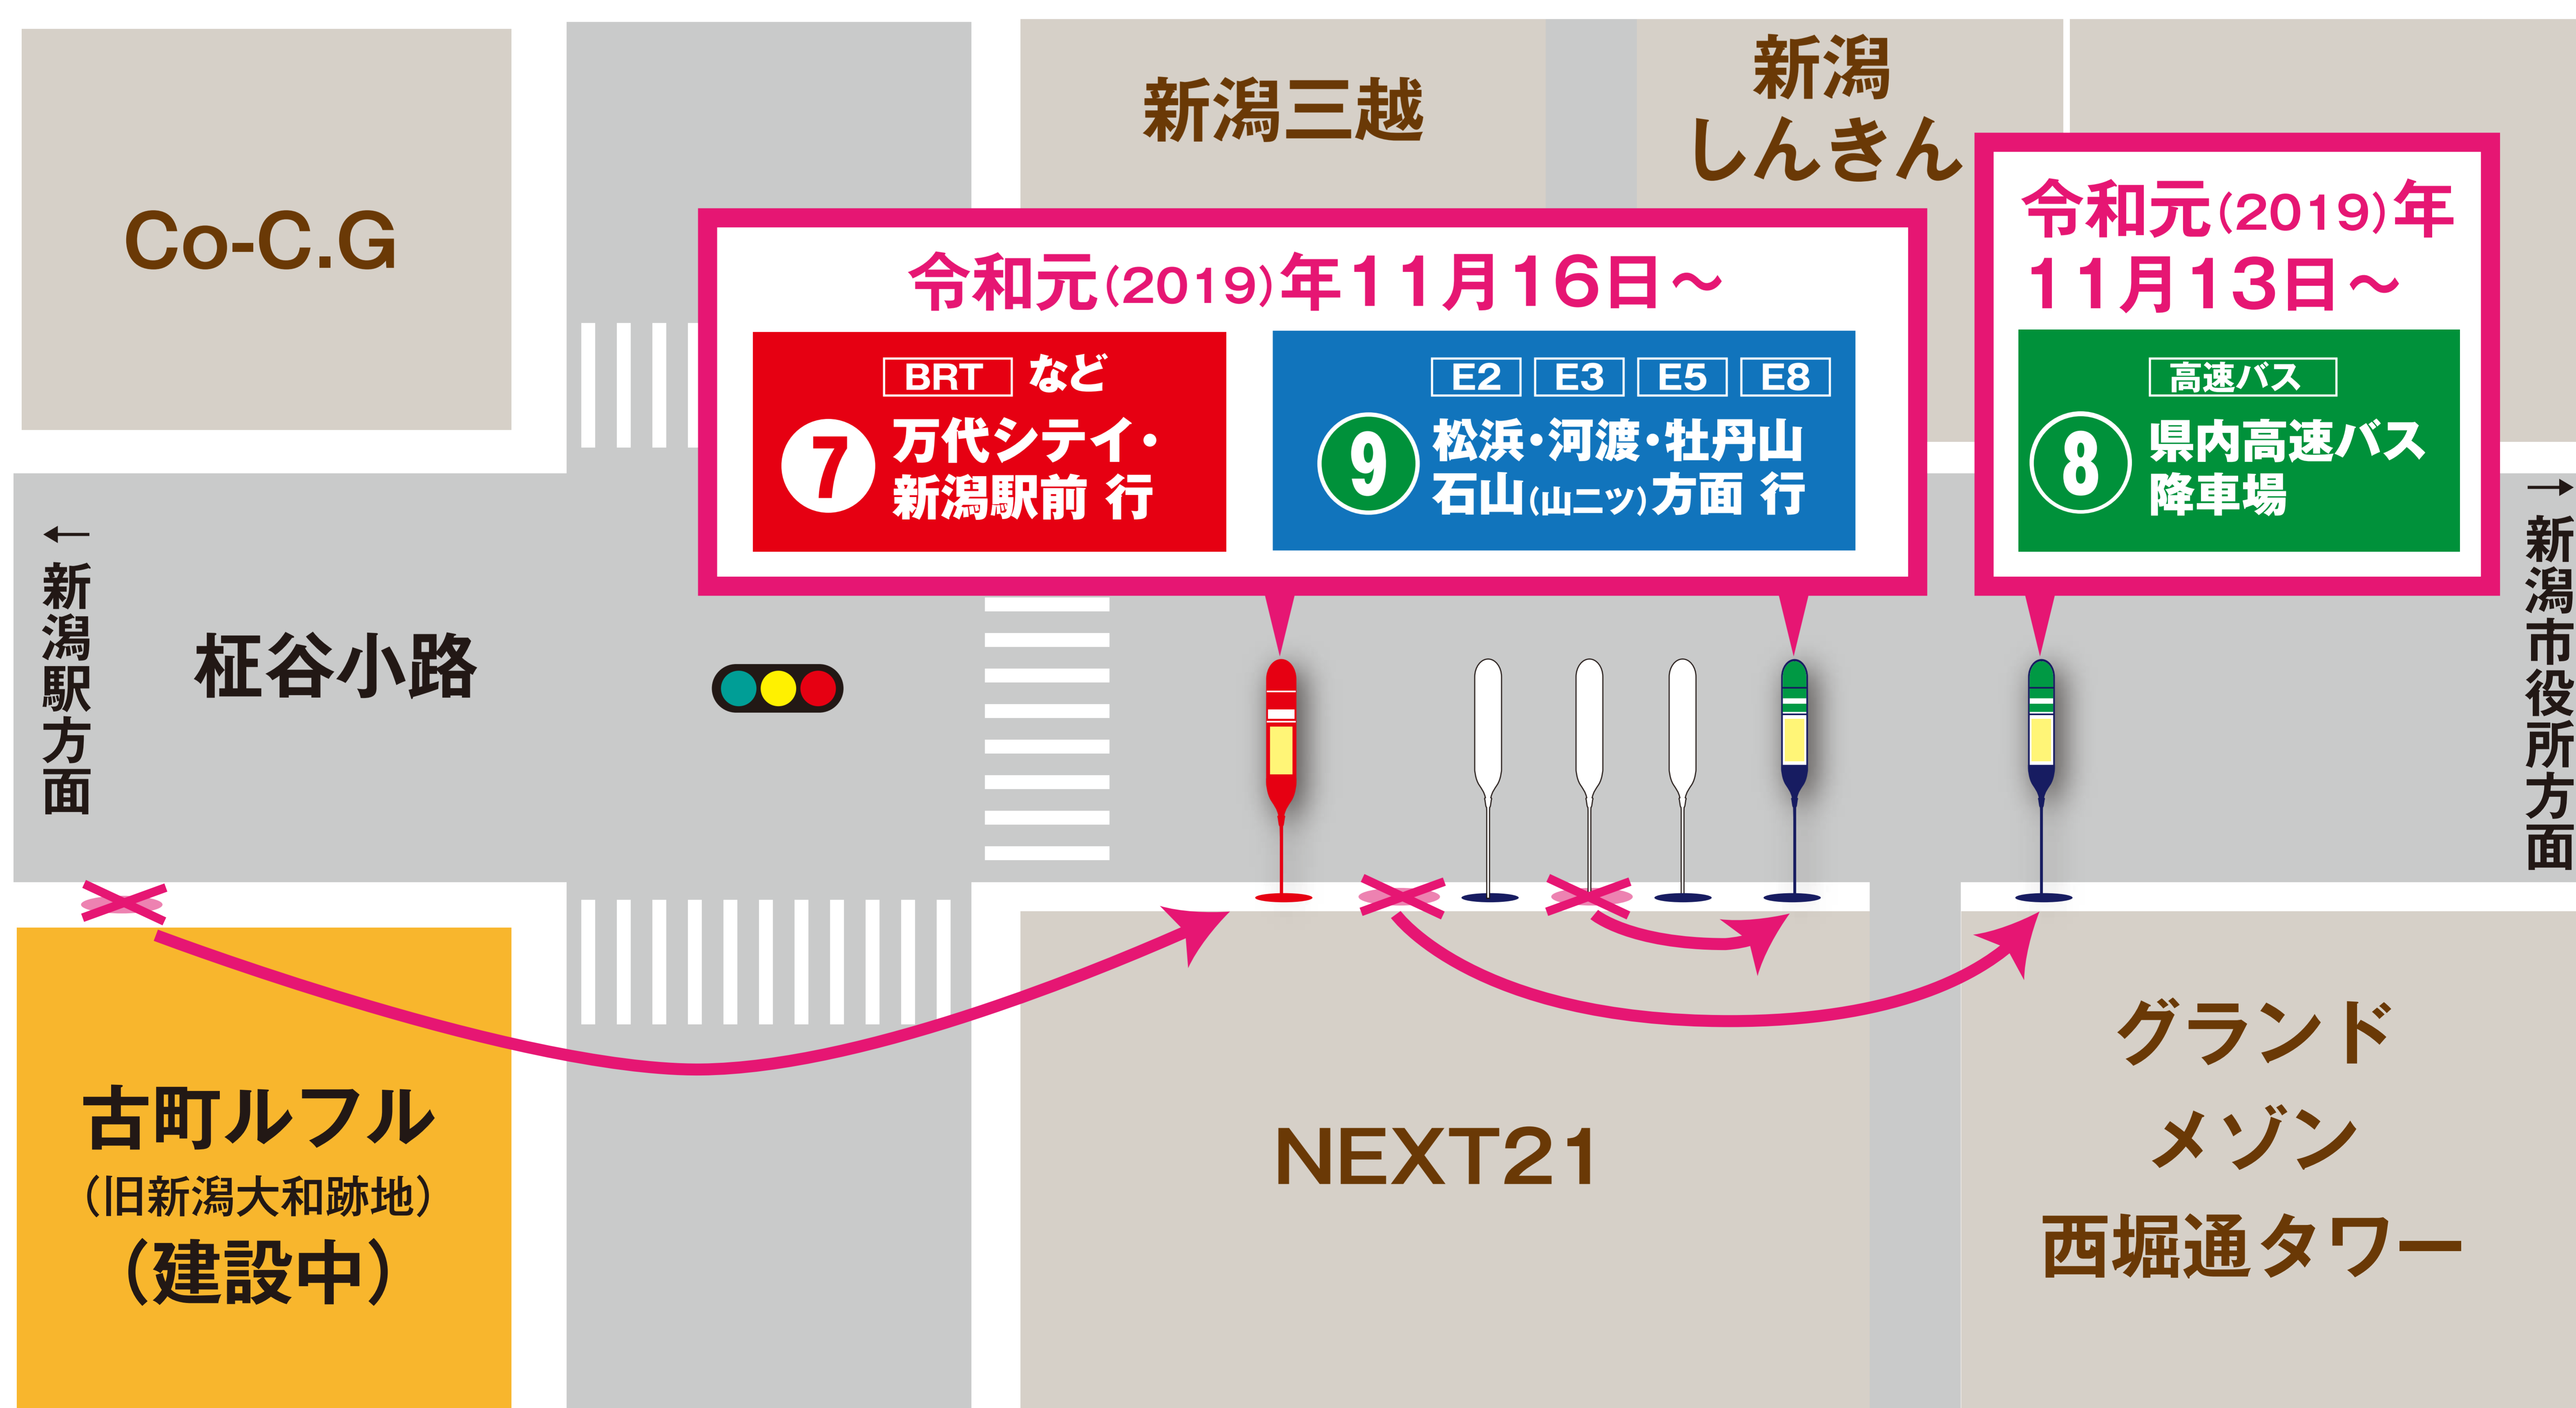 Co-C.G
新潟三越
新潟
しんきん
令和元(2019)年11月16日～
BRT など
7 万代シテイ・
新潟駅前 行
E2 E3 E5 E8
9 松浜・河渡・牡丹山
石山(山二ツ)方面 行
令和元(2019)年
11月13日～
高速バス
8 県内高速バス
降車場
←新潟駅方面
柾谷小路
→新潟市役所方面
古町ルフル
(旧新潟大和跡地)
(建設中)
NEXT21
グランド
メゾン
西堀通タワー